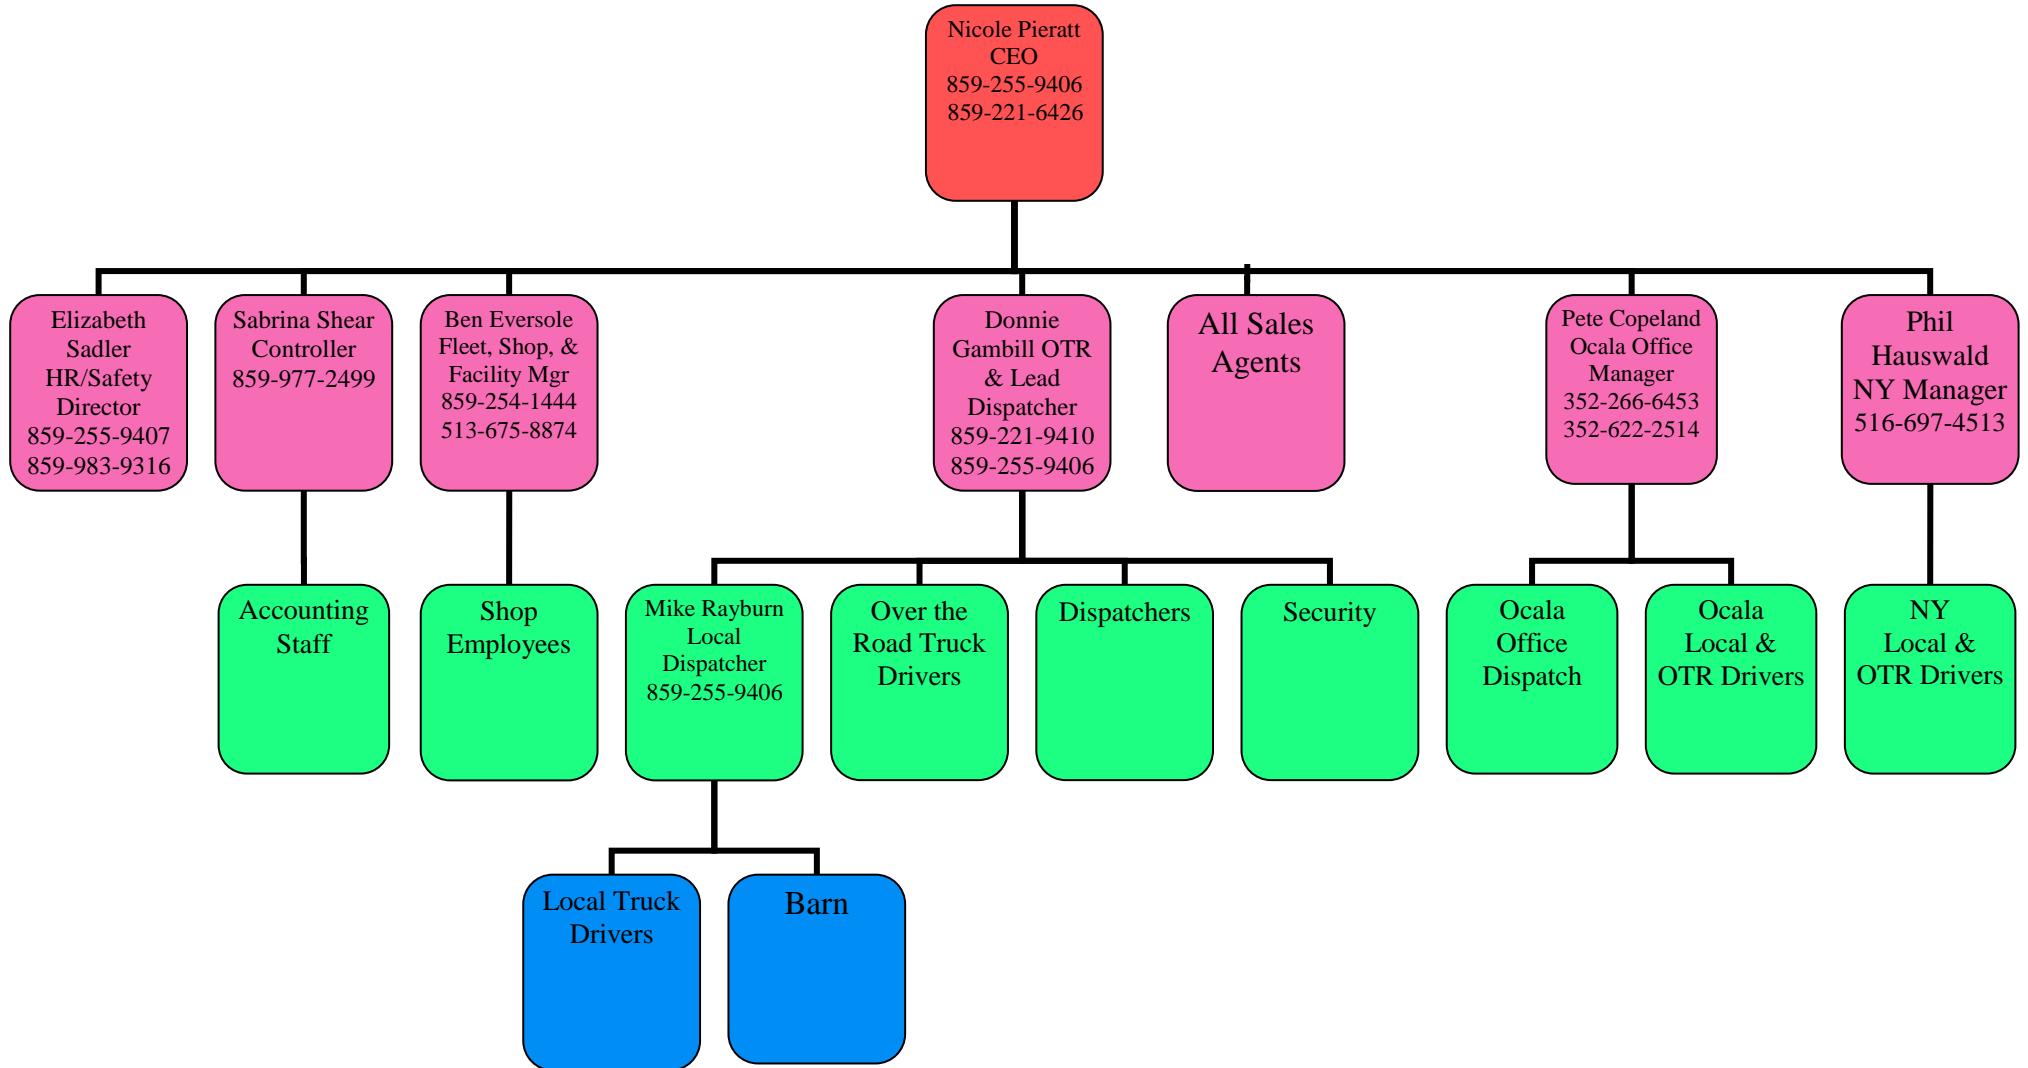 Nicole Pieratt
CEO
859-255-9406
859-221-6426
Elizabeth
Sadler
HR/Safety
Director
859-255-9407
859-983-9316
Sabrina Shear
Controller
859-977-2499
Ben Eversole
Fleet, Shop, &
Facility Mgr
859-254-1444
513-675-8874
Donnie
Gambill OTR
& Lead
Dispatcher
859-221-9410
859-255-9406
All Sales
Agents
Pete Copeland
Ocala Office
Manager
352-266-6453
352-622-2514
Phil
Hauswald
NY Manager
516-697-4513
Accounting
Staff
Shop
Employees
Mike Rayburn
Local
Dispatcher
859-255-9406
Over the
Road Truck
Drivers
Dispatchers
Security
Ocala
Office
Dispatch
Ocala
Local &
OTR Drivers
NY
Local &
OTR Drivers
Local Truck
Drivers
Barn